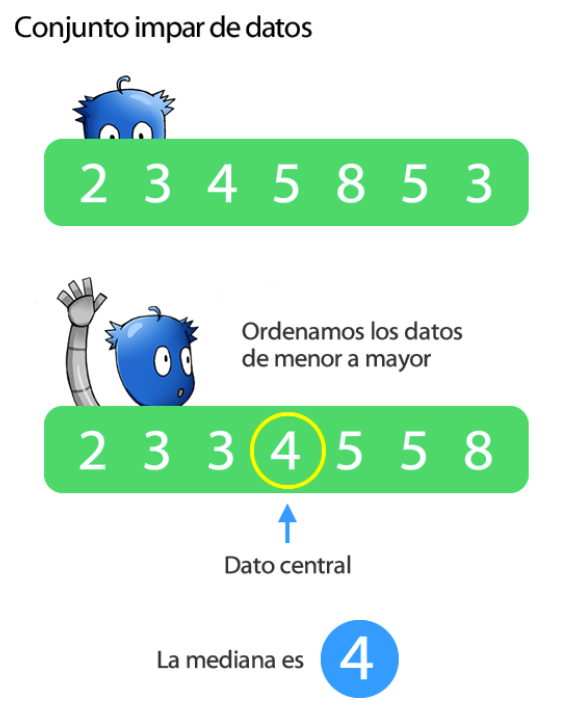 Conjunto impar de datos
2 3 4 5 8 5 3
Ordenamos los datos
de menor a mayor
2 3 3 4 5 5 8
Dato central
La mediana es 4